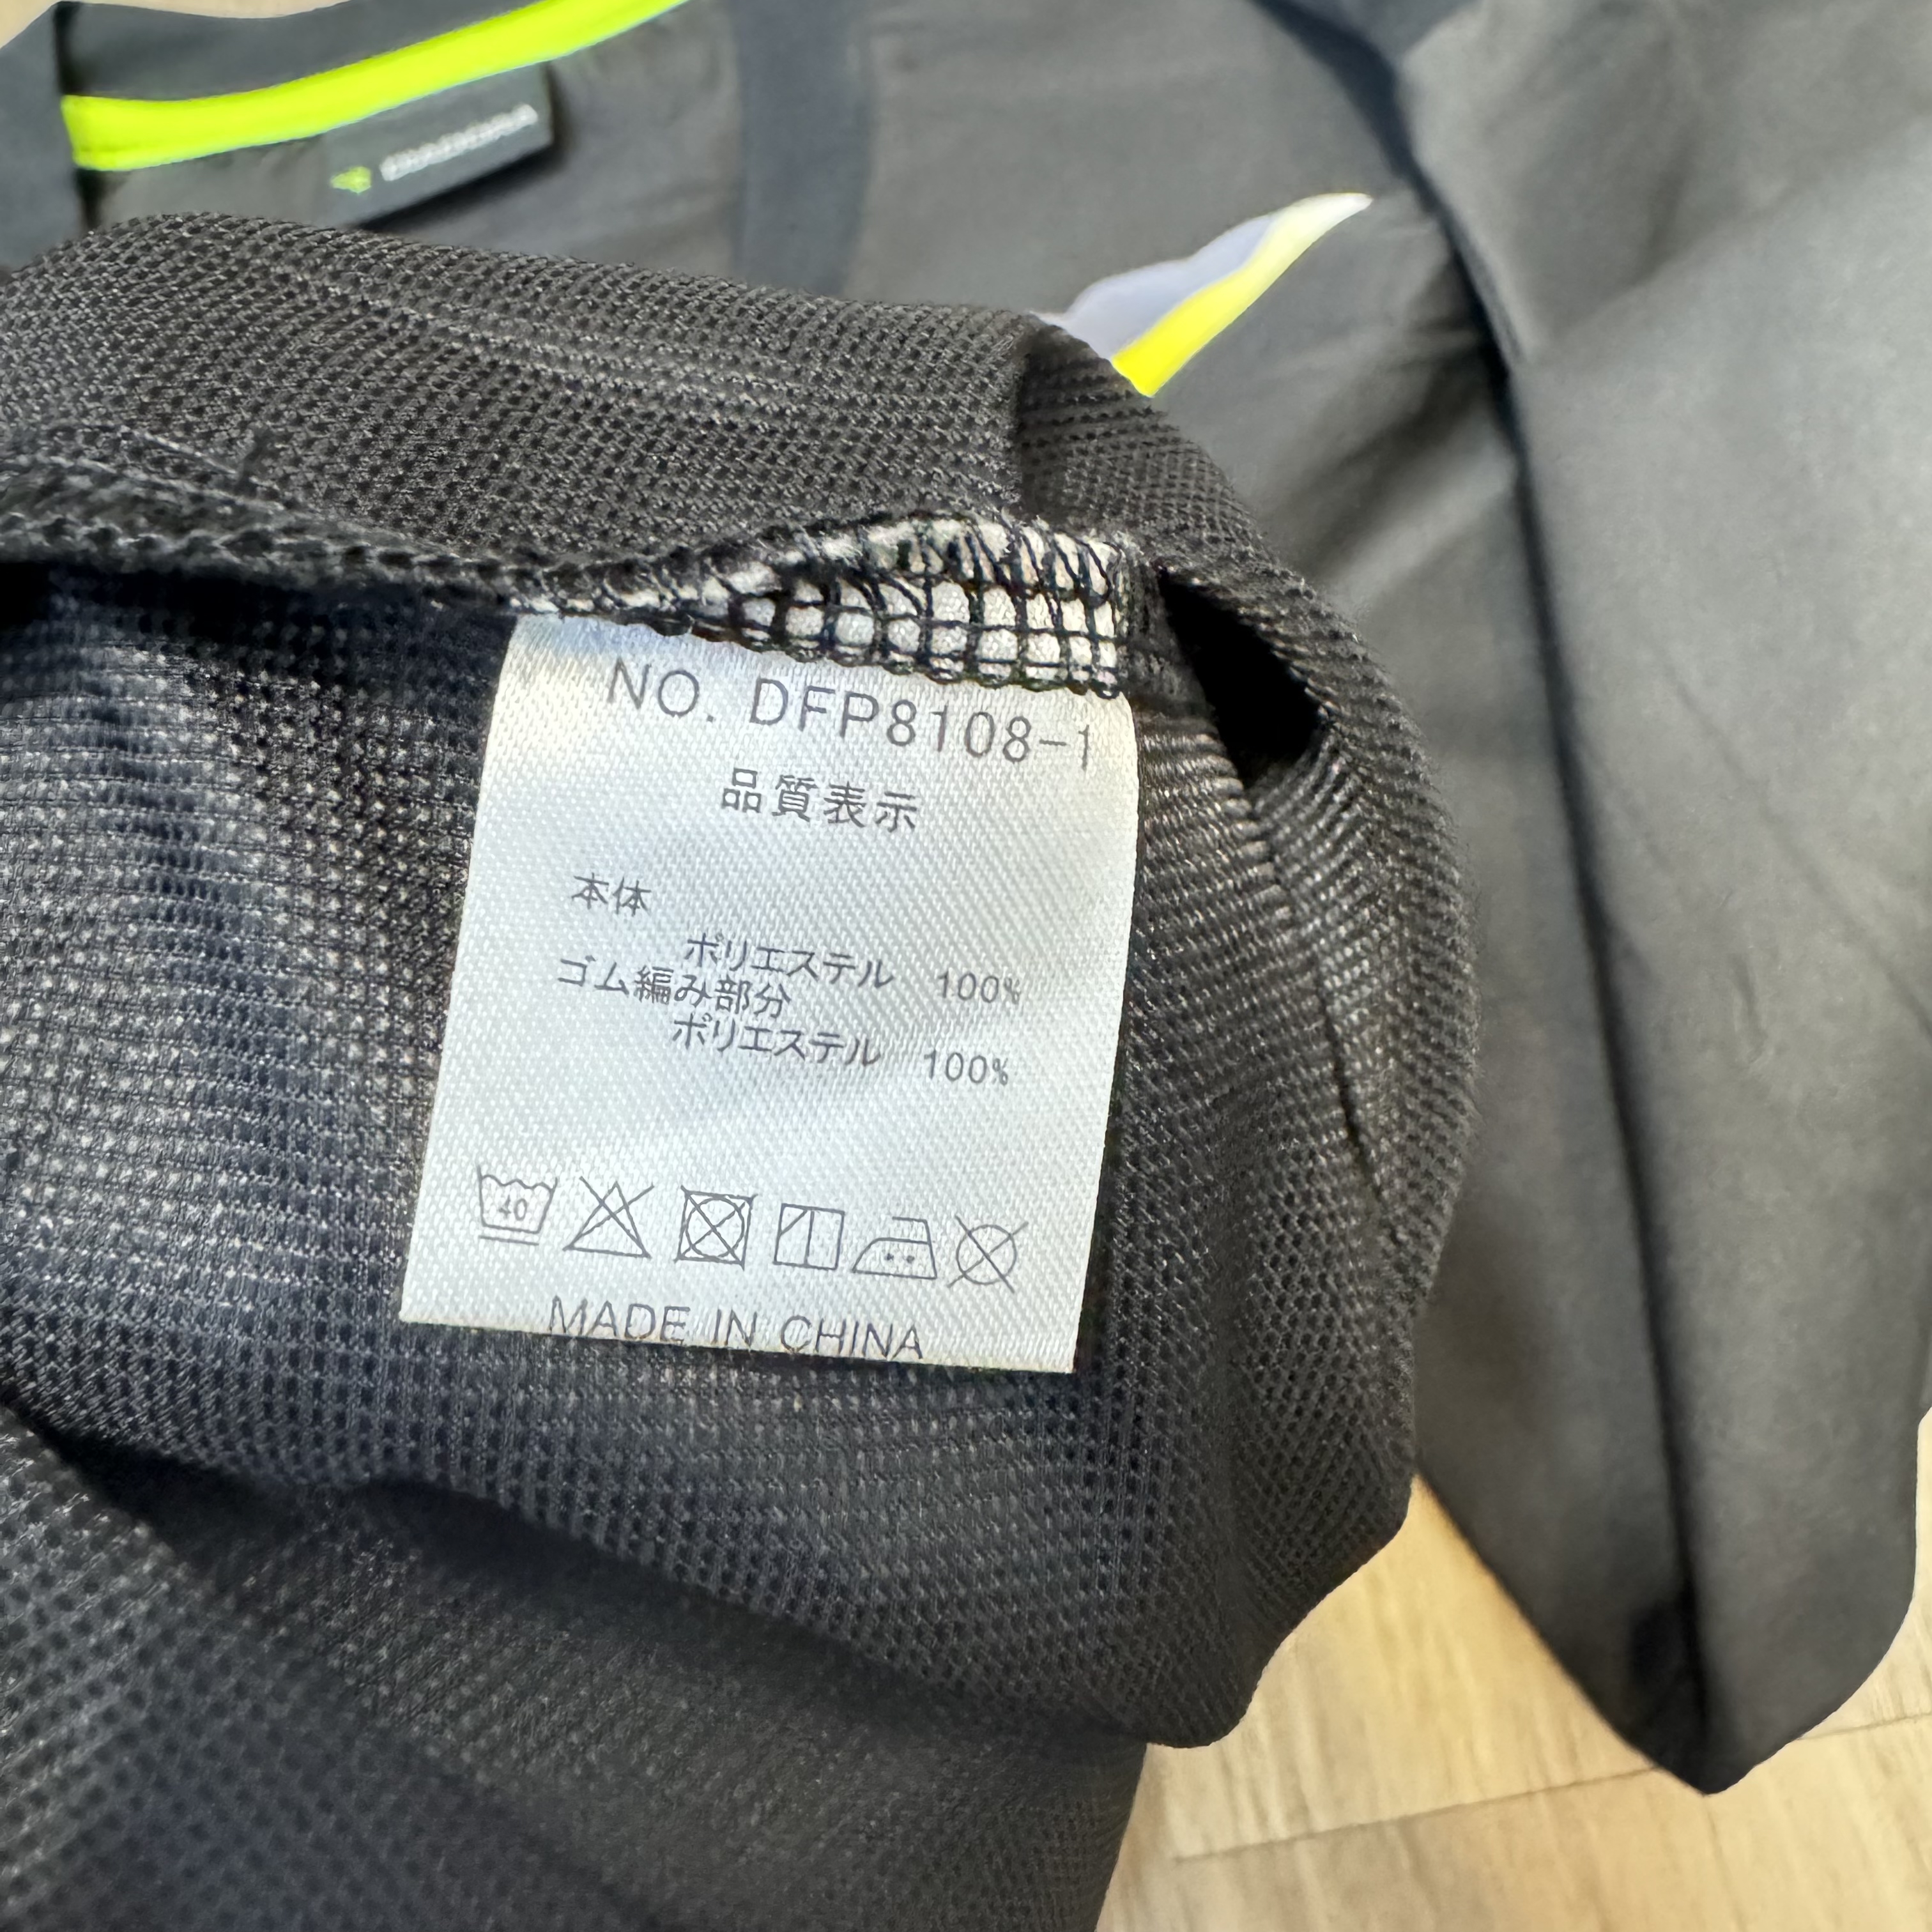 NO. DFP8108-1
品質表示
本体
ポリエステル 100%
ゴム編み部分
ポリエステル 100%
40
MADE IN CHINA